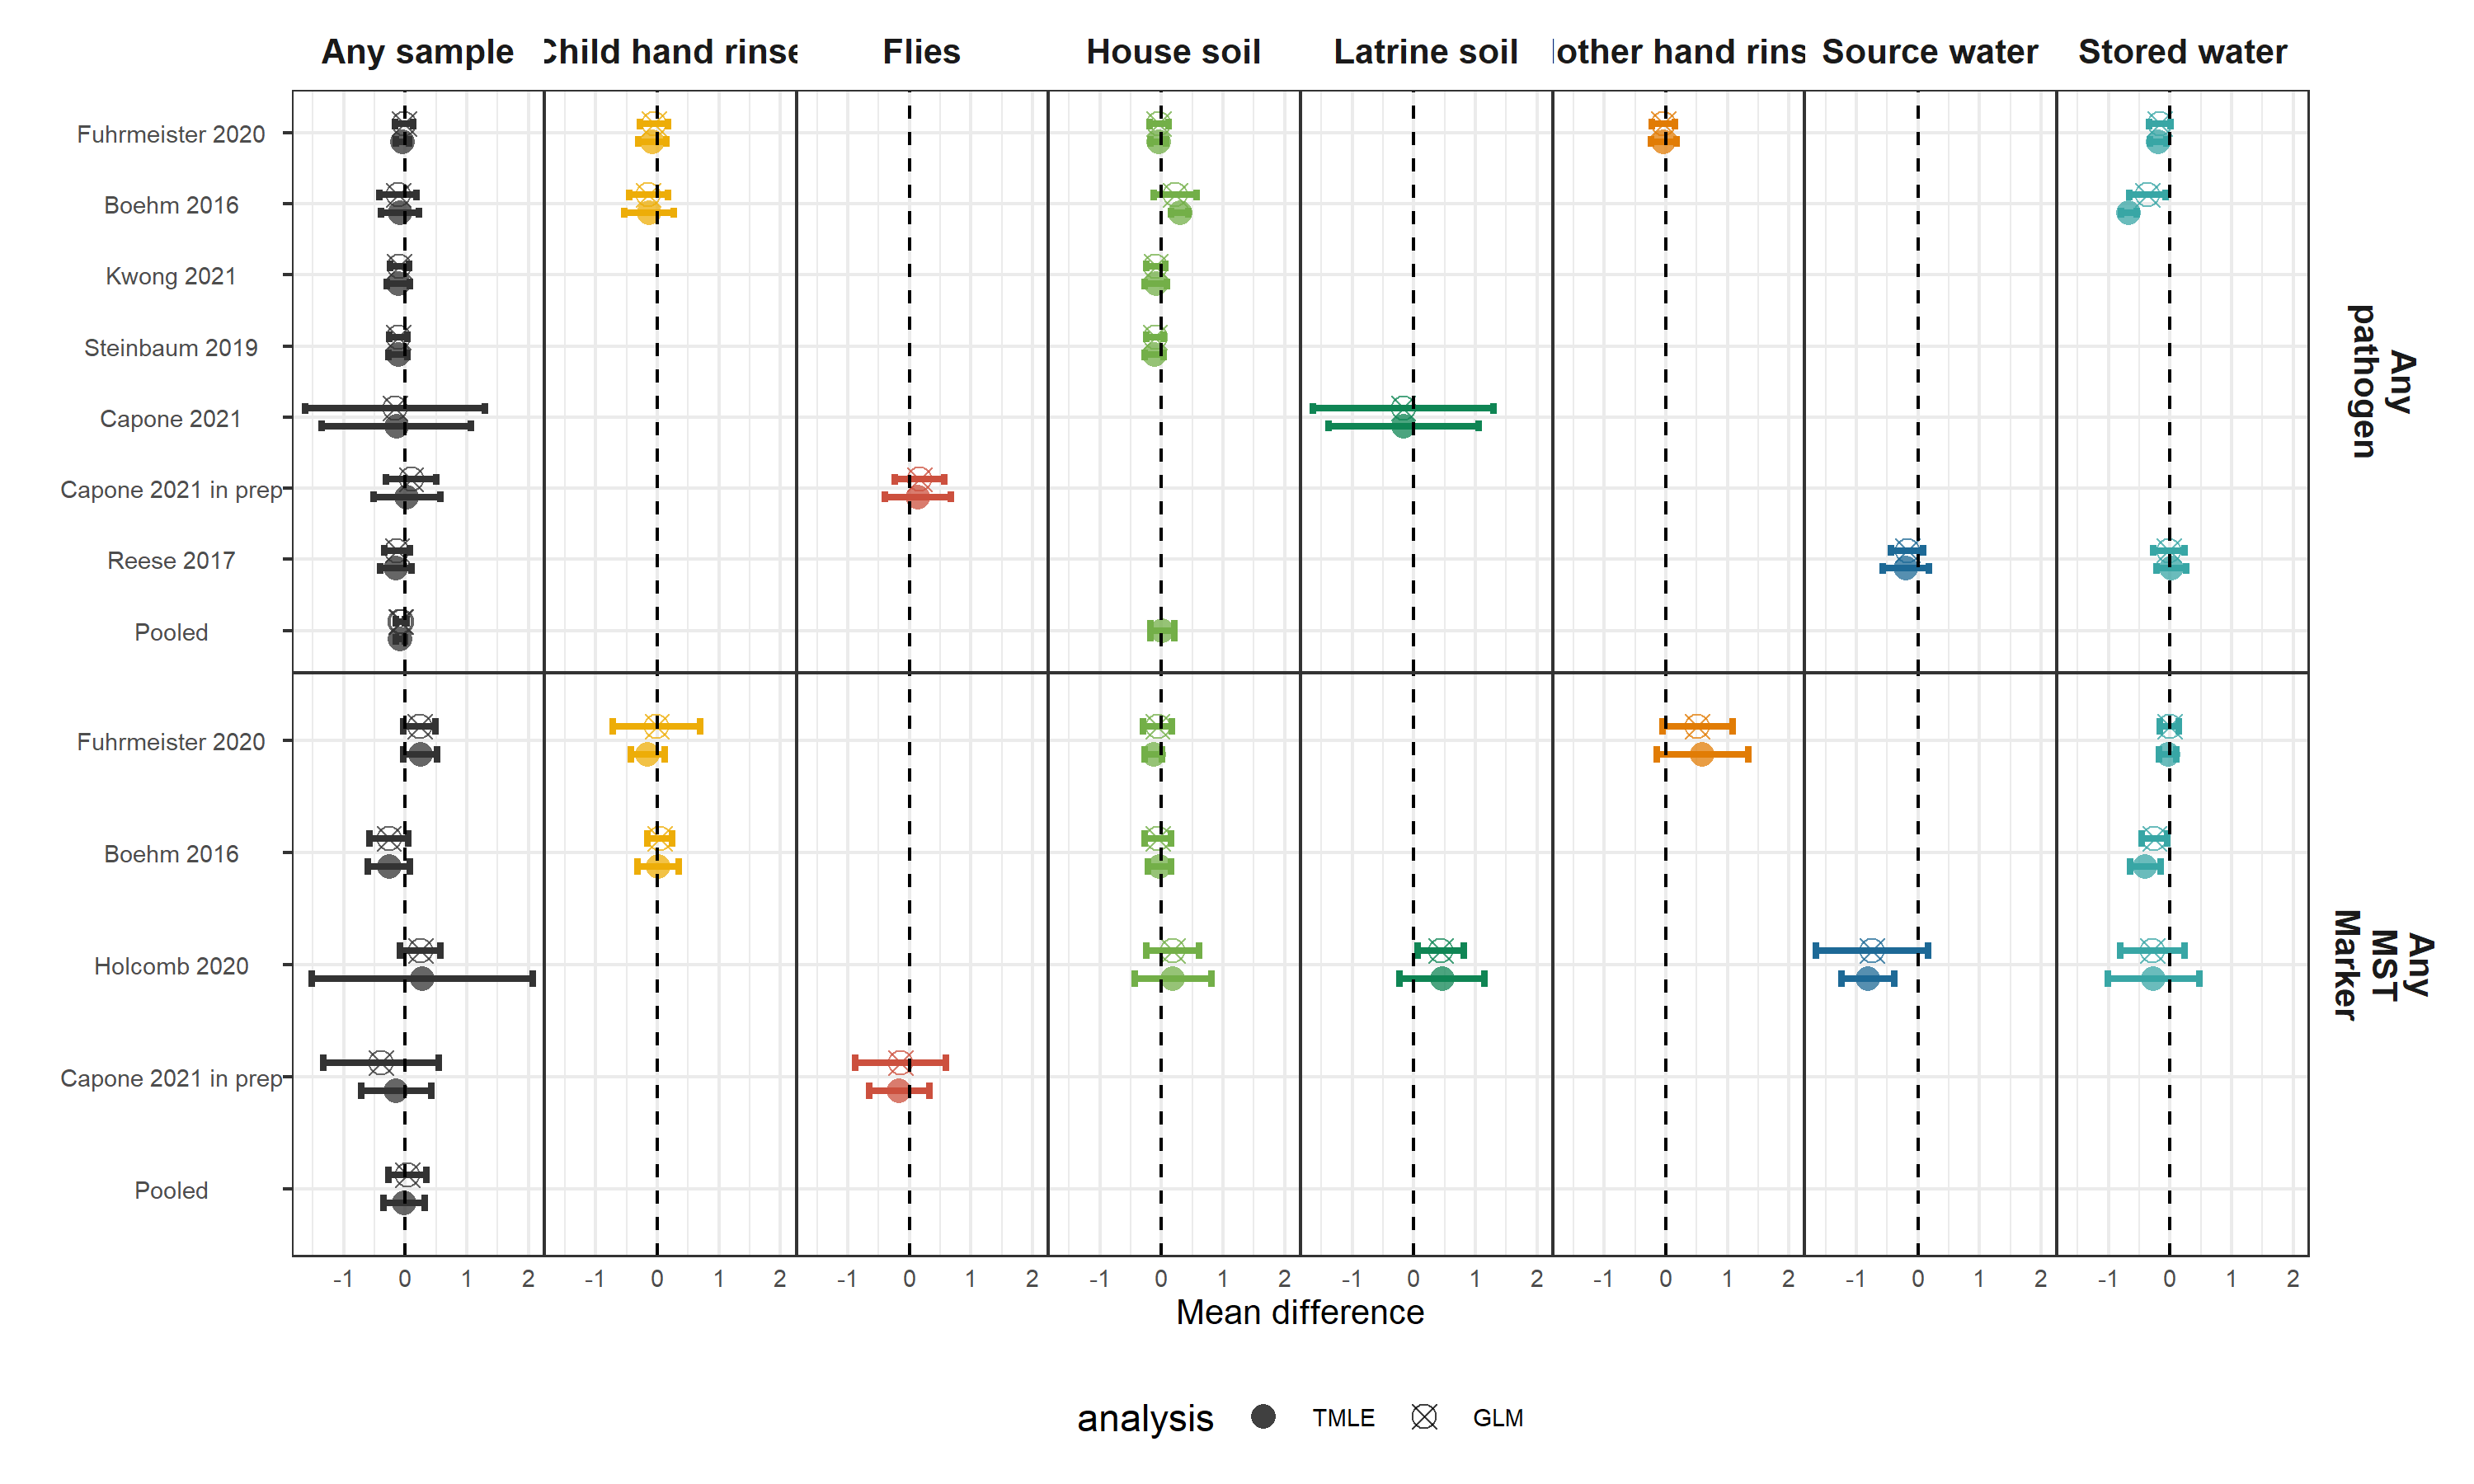 Any sample Child hand rinse Flies House soil Latrine soil other hand rins Source water Stored water
Fuhrmeister 2020
Boehm 2016
Kwong 2021
Steinbaum 2019
Capone 2021
Capone 2021 in prep
Reese 2017
Pooled
Any
pathogen
Fuhrmeister 2020
Boehm 2016
Holcomb 2020
Capone 2021 in prep
Pooled
Any
MST
Marker
-1 0 1 2 -1 0 1 2 -1 0 1 2 -1 0 1 2 -1 0 1 2 -1 0 1 2 -1 0 1 2 -1 0 1 2
Mean difference
analysis TMLE GLM